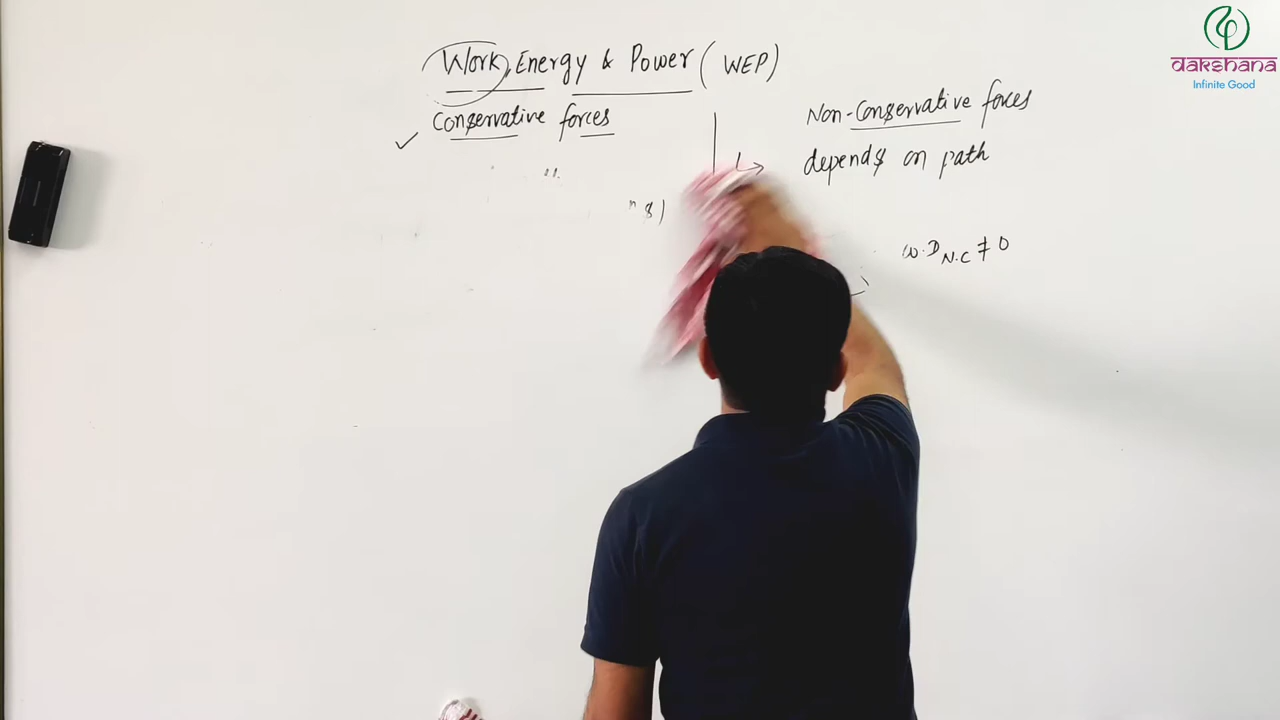 Work, Energy & Power (WEP)
Conservative forces
Non-Conservative forces
depends on path
W.D N.C ≠ 0
dakshana
Infinite Good